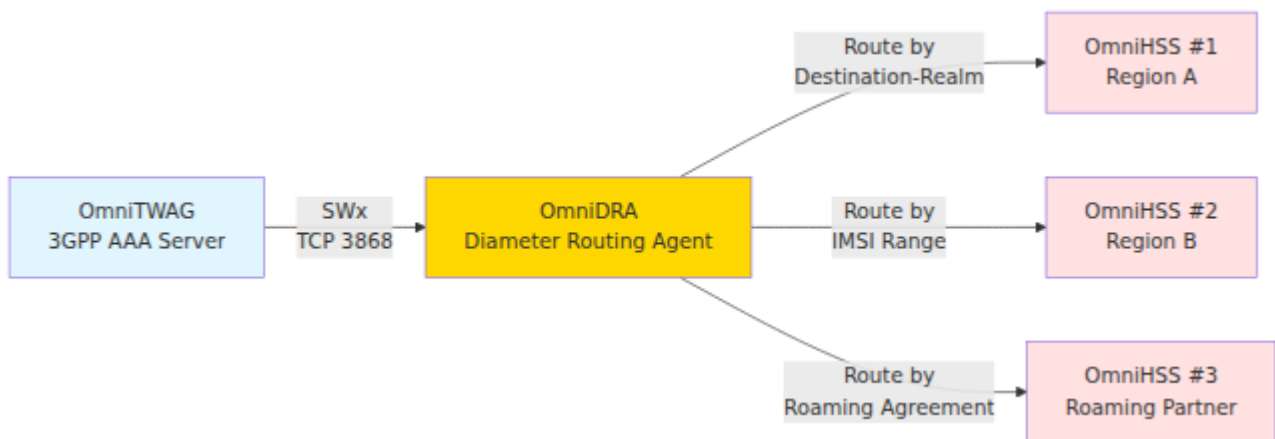 OmniTWAG
3GPP AAA Server
SWx
TCP 3868
OmniDRA
Diameter Routing Agent
Route by
Destination-Realm
OmniHSS #1
Region A
Route by
IMSI Range
OmniHSS #2
Region B
Route by
Roaming Agreement
OmniHSS #3
Roaming Partner